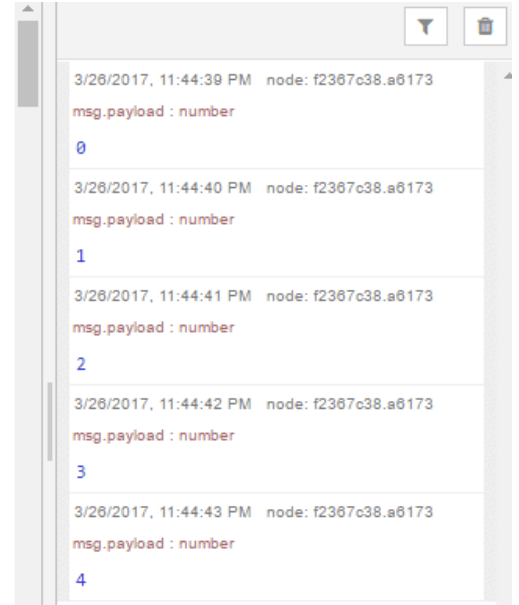 3/26/2017, 11:44:39 PM node: f2367c38.a6173
msg.payload : number
0
3/26/2017, 11:44:40 PM node: f2367c38.a6173
msg.payload : number
1
3/26/2017, 11:44:41 PM node: f2367c38.a6173
msg.payload : number
2
3/26/2017, 11:44:42 PM node: f2367c38.a6173
msg.payload : number
3
3/26/2017, 11:44:43 PM node: f2367c38.a6173
msg.payload : number
4